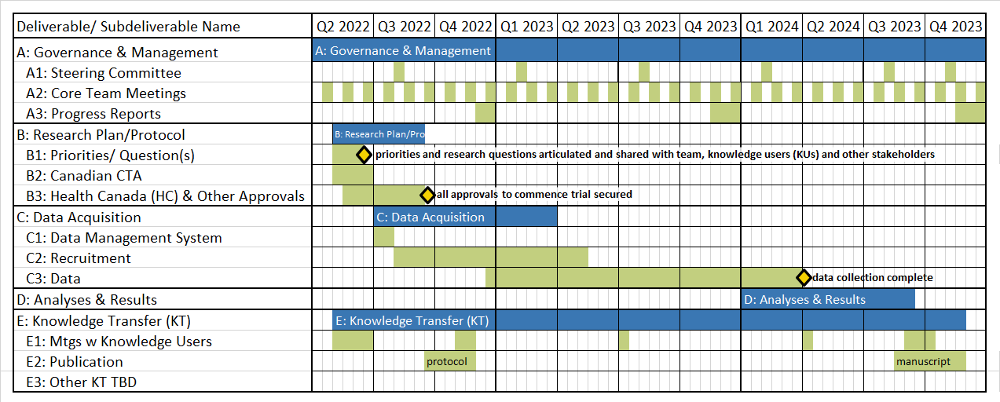 Deliverable/ Subdeliverable Name Q2 2022 Q3 2022 Q4 2022 Q1 2023 Q2 2023 Q3 2023 Q4 2023 Q1 2024 Q2 2024 Q3 2023 Q4 2023
A: Governance & Management A: Governance & Management
A1: Steering Committee
A2: Core Team Meetings
A3: Progress Reports
B: Research Plan/Protocol B: Research Plan/Pro
B1: Priorities/ Question(s) priorities and research questions articulated and shared with team, knowledge users (KUs) and other stakeholders
B2: Canadian CTA
B3: Health Canada (HC) & Other Approvals all approvals to commence trial secured
C: Data Acquisition C: Data Acquisition
C1: Data Management System
C2: Recruitment
C3: Data data collection complete
D: Analyses & Results D: Analyses & Results
E: Knowledge Transfer (KT) E: Knowledge Transfer (KT)
E1: Mtgs w Knowledge Users
E2: Publication protocol manuscript
E3: Other KT TBD